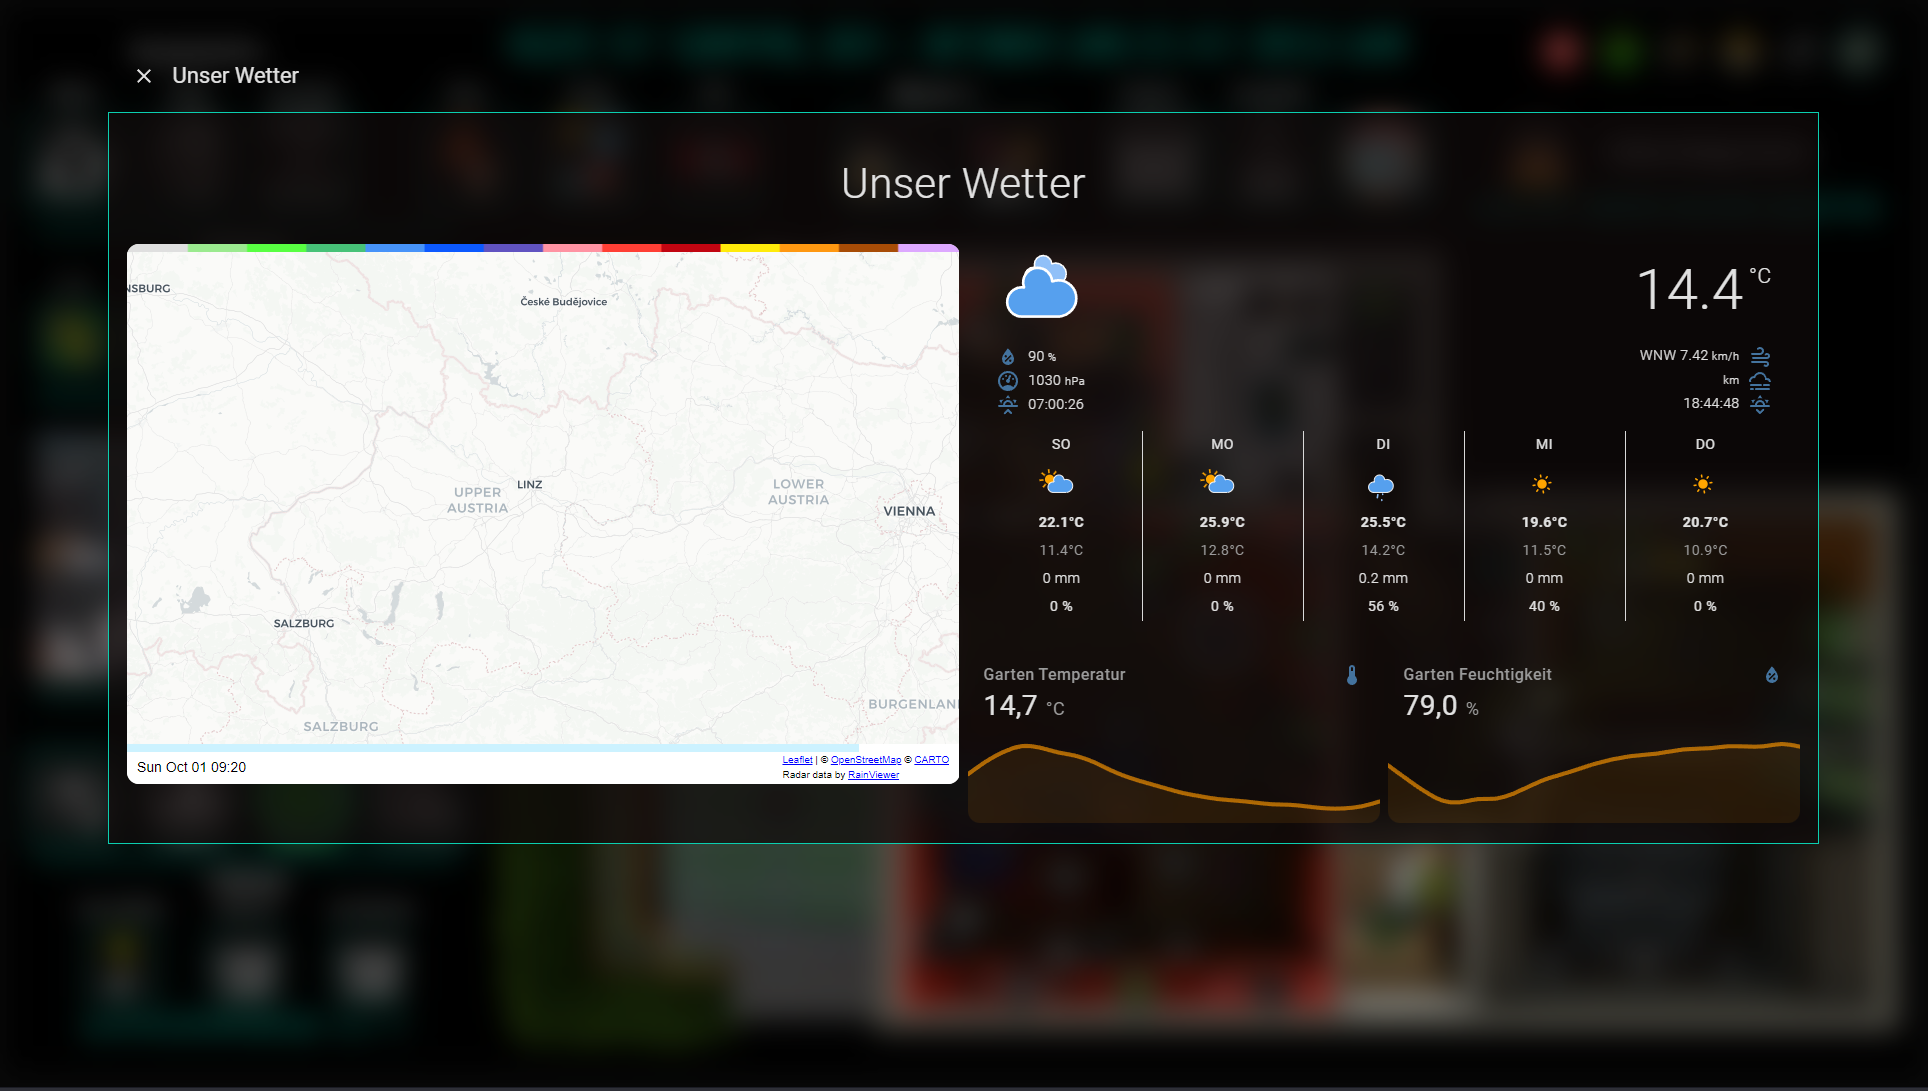 Unser Wetter
Unser Wetter
NSBURG
České Budějovice
LINZ
UPPER
AUSTRIA
LOWER
AUSTRIA
VIENNA
SALZBURG
SALZBURG
BURGENLAN
Sun Oct 01 09:20
Leaflet | © OpenStreetMap © CARTO
Radar data by RainViewer
14.4 °C
90 %
1030 hPa
07:00:26
WNW 7.42 km/h
km
18:44:48
SO MO DI MI DO
22.1°C 25.9°C 25.5°C 19.6°C 20.7°C
11.4°C 12.8°C 14.2°C 11.5°C 10.9°C
0 mm 0 mm 0.2 mm 0 mm 0 mm
0 % 0 % 56 % 40 % 0 %
Garten Temperatur
14,7 °C
Garten Feuchtigkeit
79,0 %